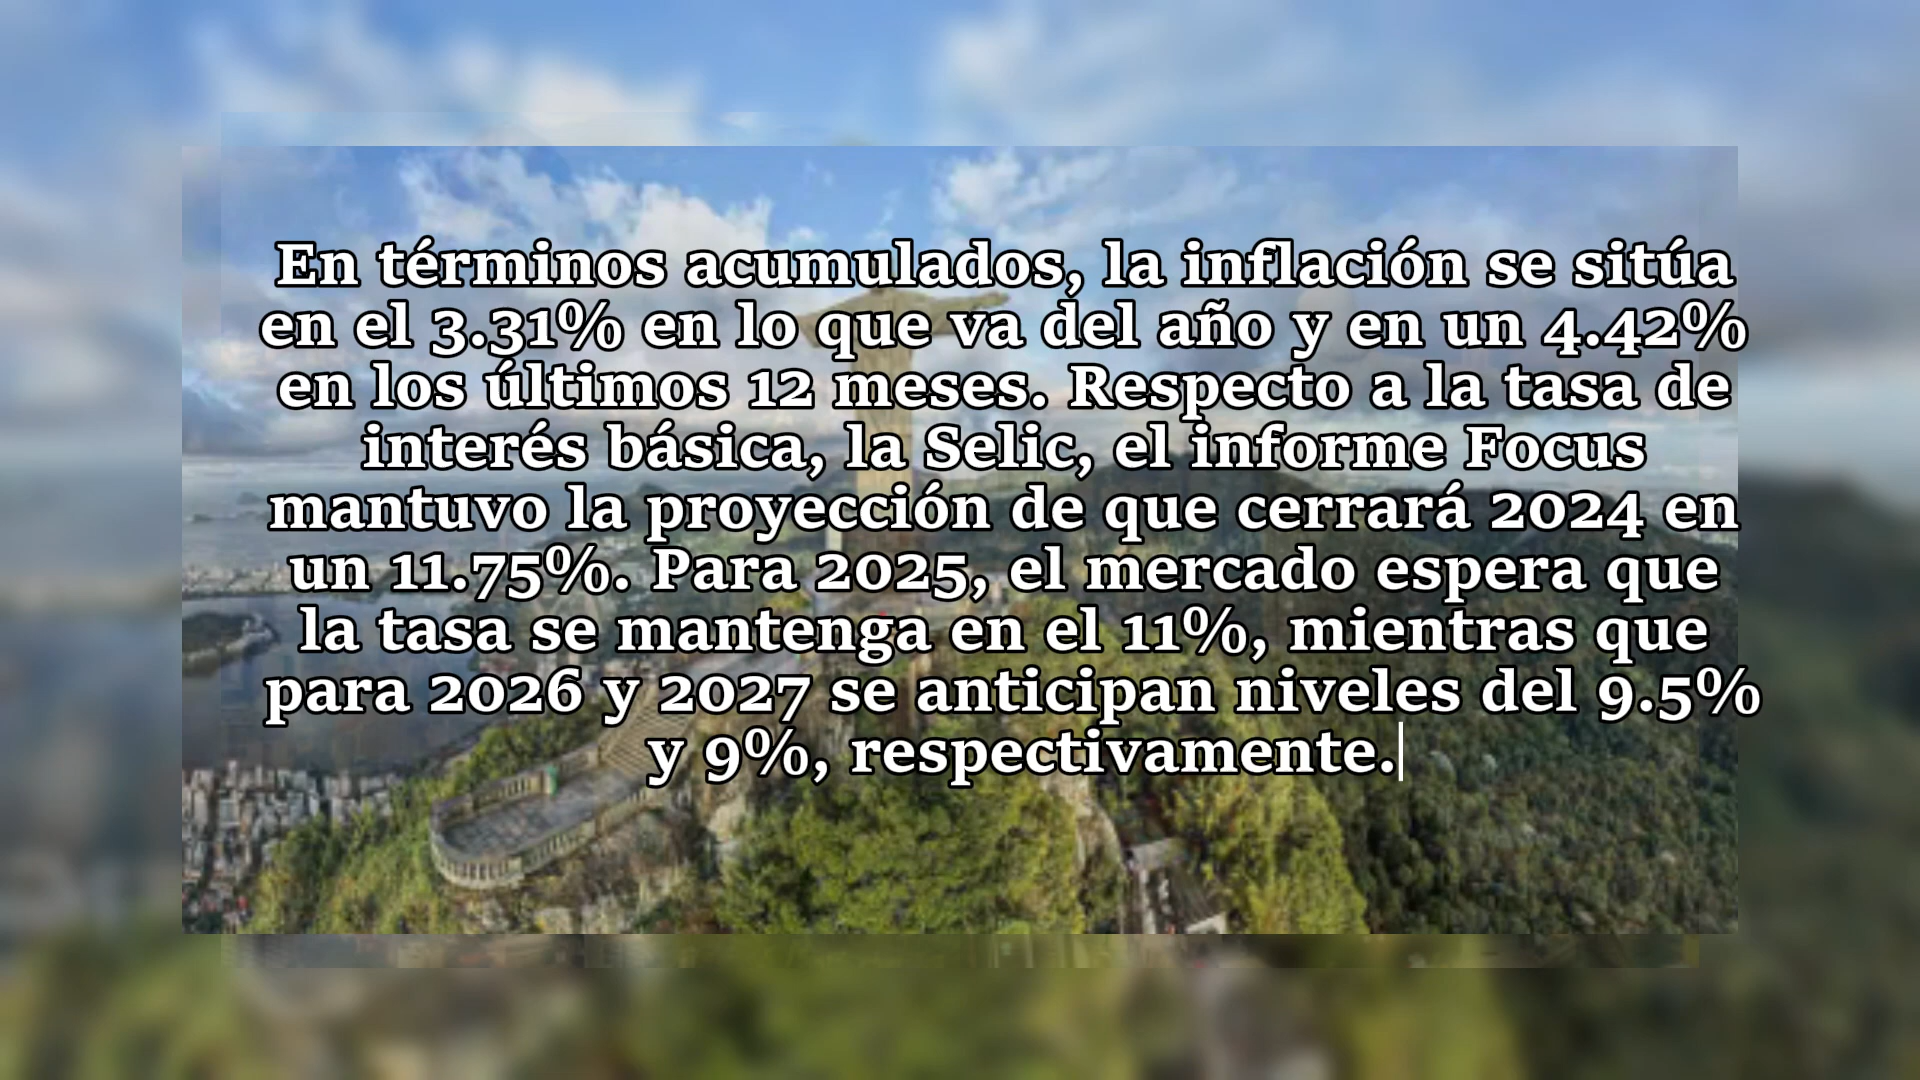 En términos acumulados, la inflación se sitúa
en el 3.31% en lo que va del año y en un 4.42%
en los últimos 12 meses. Respecto a la tasa de
interés básica, la Selic, el informe Focus
mantuvo la proyección de que cerrará 2024 en
un 11.75%. Para 2025, el mercado espera que
la tasa se mantenga en el 11%, mientras que
para 2026 y 2027 se anticipan niveles del 9.5%
y 9%, respectivamente.